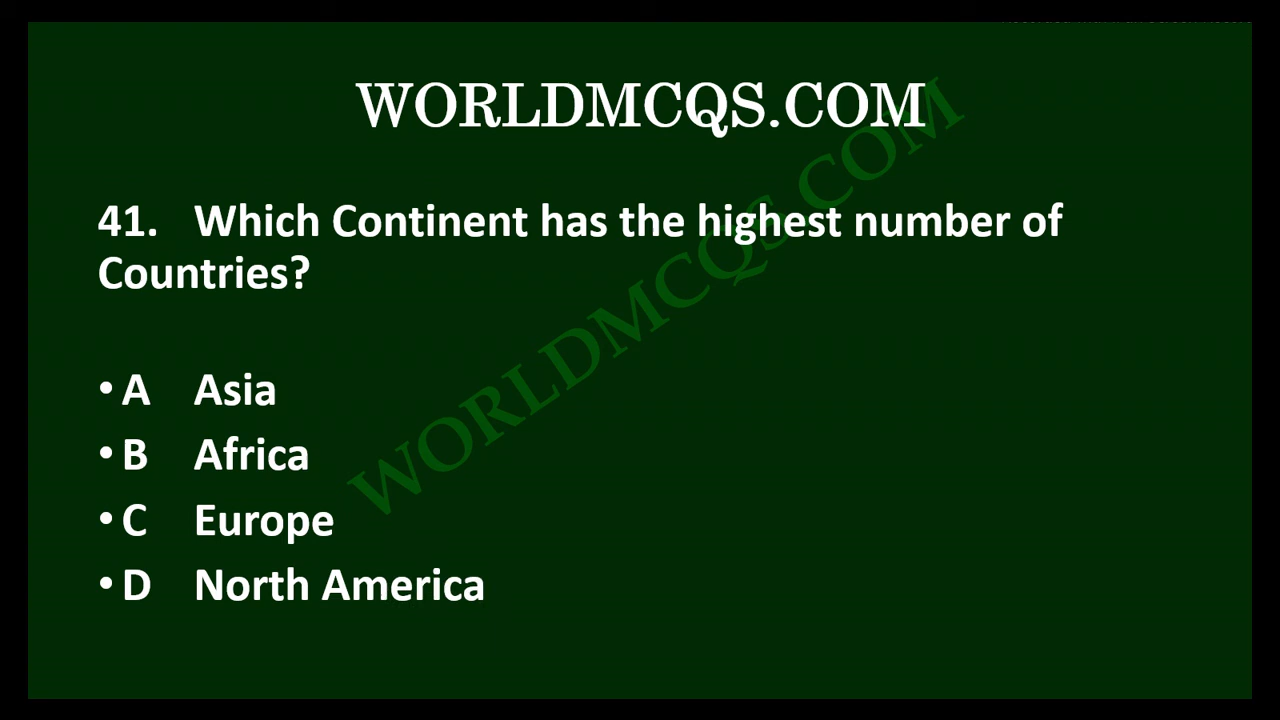 WORLDMCQS.COM
41. Which Continent has the highest number of
Countries?
• A Asia
• B Africa
• C Europe
• D North America
WORLDMCQS.COM